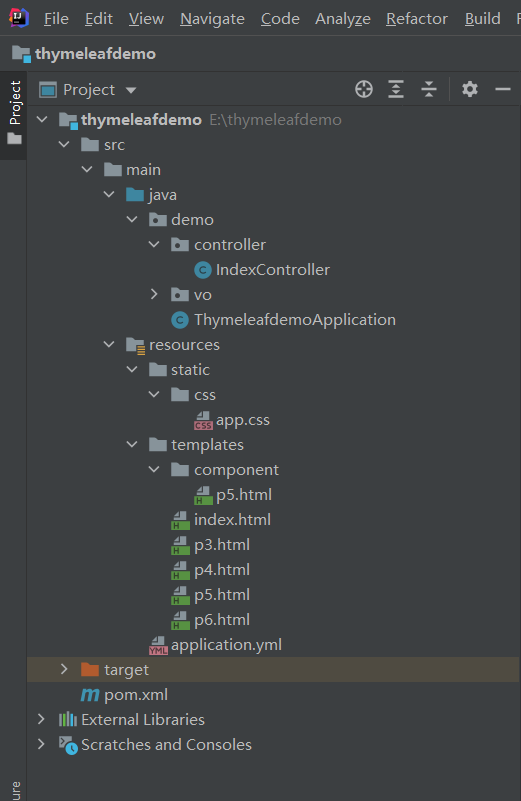 File Edit View Navigate Code Analyze Refactor Build
thymeleafdemo
Project
Project
thymeleafdemo E:\thymeleafdemo
src
main
java
demo
controller
IndexController
vo
ThymeleafdemoApplication
resources
static
css
app.css
templates
component
p5.html
index.html
p3.html
p4.html
p5.html
p6.html
application.yml
target
pom.xml
External Libraries
Scratches and Consoles